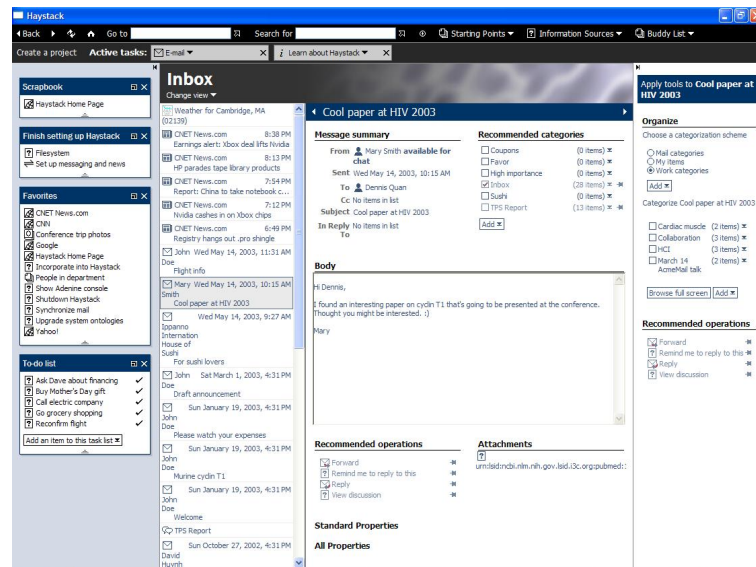 Haystack
Back Go to Search for Starting Points Information Sources Buddy List
Create a project Active tasks: E-mail X i Learn about Haystack X
Scrapbook
Haystack Home Page
Finish setting up Haystack
Filesystem
Set up messaging and news
Favorites
CNET News.com
CNN
Conference trip photos
Google
Haystack Home Page
Incorporate into Haystack
People in department
Show Adenine console
Shutdown Haystack
Synchronize mail
Upgrade system ontologies
Yahoo!
To-do list
Ask Dave about financing
Buy Mother's Day gift
Call electric company
Go grocery shopping
Reconfirm flight
Add an item to this task list
Inbox
Change view
Weather for Cambridge, MA
(02139)
CNET News.com 8:38 PM
Earnings alert: Xbox deal lifts Nvidia
CNET News.com 8:13 PM
HP parades tape library products
CNET News.com 7:54 PM
Report: China to take notebook c...
CNET News.com 7:12 PM
Nvidia cashes in on Xbox chips
CNET News.com 6:49 PM
Registry hangs out .pro shingle
John Wed May 14, 2003, 11:31 AM
Doe
Flight info
Mary Wed May 14, 2003, 10:15 AM
Smith
Cool paper at HIV 2003
Wed May 14, 2003, 9:27 AM
Ippanno
Internation
House of
Sushi
For sushi lovers
John Sat March 1, 2003, 4:31 PM
Doe
Draft announcement
Sun January 19, 2003, 4:31 PM
John
Doe
Please watch your expenses
Sun January 19, 2003, 4:31 PM
John
Doe
Murine cyclin T1
Sun January 19, 2003, 4:31 PM
John
Doe
Welcome
TPS Report
Sun October 27, 2002, 4:31 PM
David
Huynh
Cool paper at HIV 2003
Message summary
From Mary Smith available for
chat
Sent Wed May 14, 2003, 10:15 AM
To Dennis Quan
Cc No items in list
Subject Cool paper at HIV 2003
In Reply No items in list
To
Recommended categories
Coupons (0 items)
Favor (0 items)
High importance (0 items)
Inbox (28 items)
Sushi (0 items)
TPS Report (13 items)
Add
Body
Hi Dennis,
I found an interesting paper on cyclin T1 that's going to be presented at the conference.
Thought you might be interested. :)
Mary
Recommended operations
Forward
Remind me to reply to this
Reply
View discussion
Attachments
urn:lsid:ncbi.nlm.nih.gov.lsid.i3c.org:pubmed:
Standard Properties
All Properties
Apply tools to Cool paper at
HIV 2003
Organize
Choose a categorization scheme
Mail categories
My items
Work categories
Add
Categorize Cool paper at HIV 2003
Cardiac muscle (2 items)
Collaboration (3 items)
HCI (3 items)
March 14 (2 items)
AcmeMail talk
Browse full screen Add
Recommended operations
Forward
Remind me to reply to this
Reply
View discussion